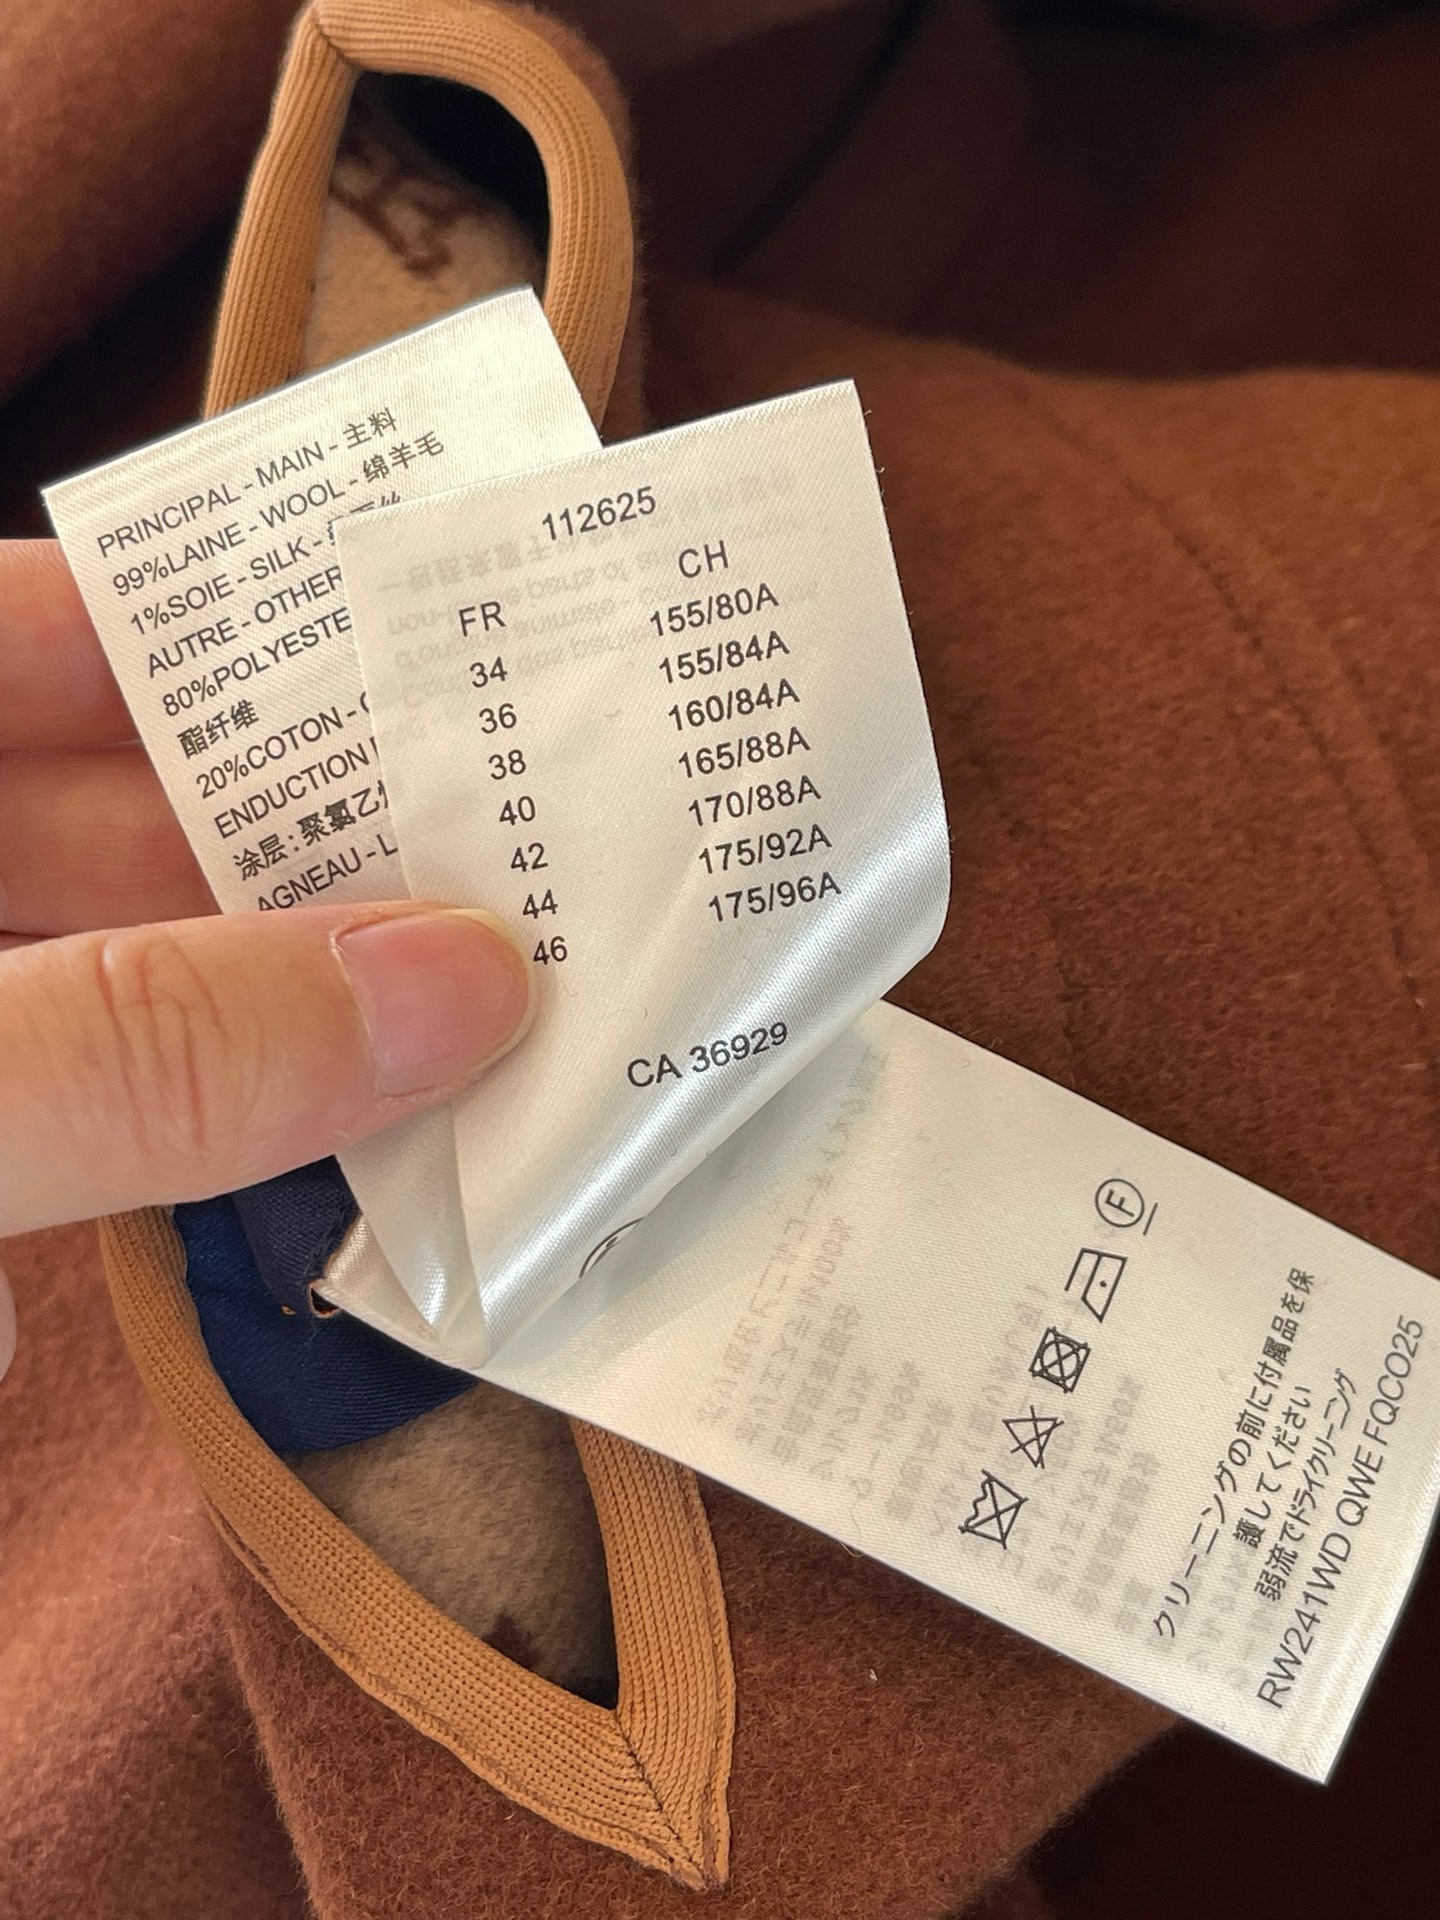 PRINCIPAL - MAIN - 主料
99%LAINE - WOOL - 绵羊毛
1%SOIE - SILK -
AUTRE - OTHER
80%POLYESTE
酯纤维
20%COTON -
ENDUCTION
涂层 : 聚氯乙
AGNEAU - L
112625
FR CH
34 155/80A
36 155/84A
38 160/84A
40 165/88A
42 170/88A
44 175/92A
46 175/96A
CA 36929
F
クリーニングの前に付属品を保
護してください
弱流でドライクリーニング
RW241WD QWE FQCO25